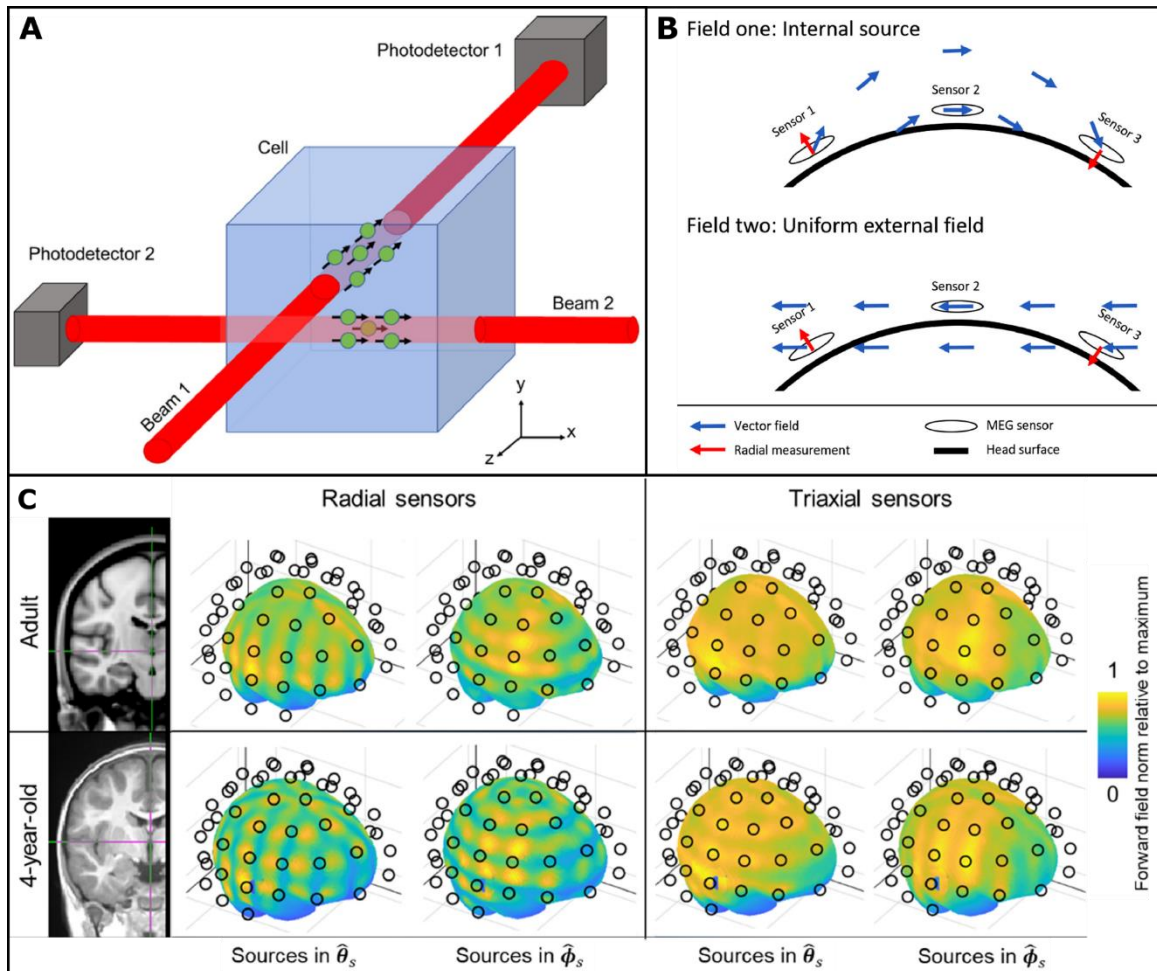 A
Photodetector 1
Cell
Photodetector 2
Beam 2
Beam 1
y
x
z
B
Field one: Internal source
Sensor 1
Sensor 2
Sensor 3
Field two: Uniform external field
Sensor 1
Sensor 2
Sensor 3
Vector field
MEG sensor
Radial measurement
Head surface
C
Radial sensors
Triaxial sensors
Adult
4-year-old
1
0
Forward field norm relative to maximum
Sources in θ̂ₛ
Sources in ϕ̂ₛ
Sources in θ̂ₛ
Sources in ϕ̂ₛ